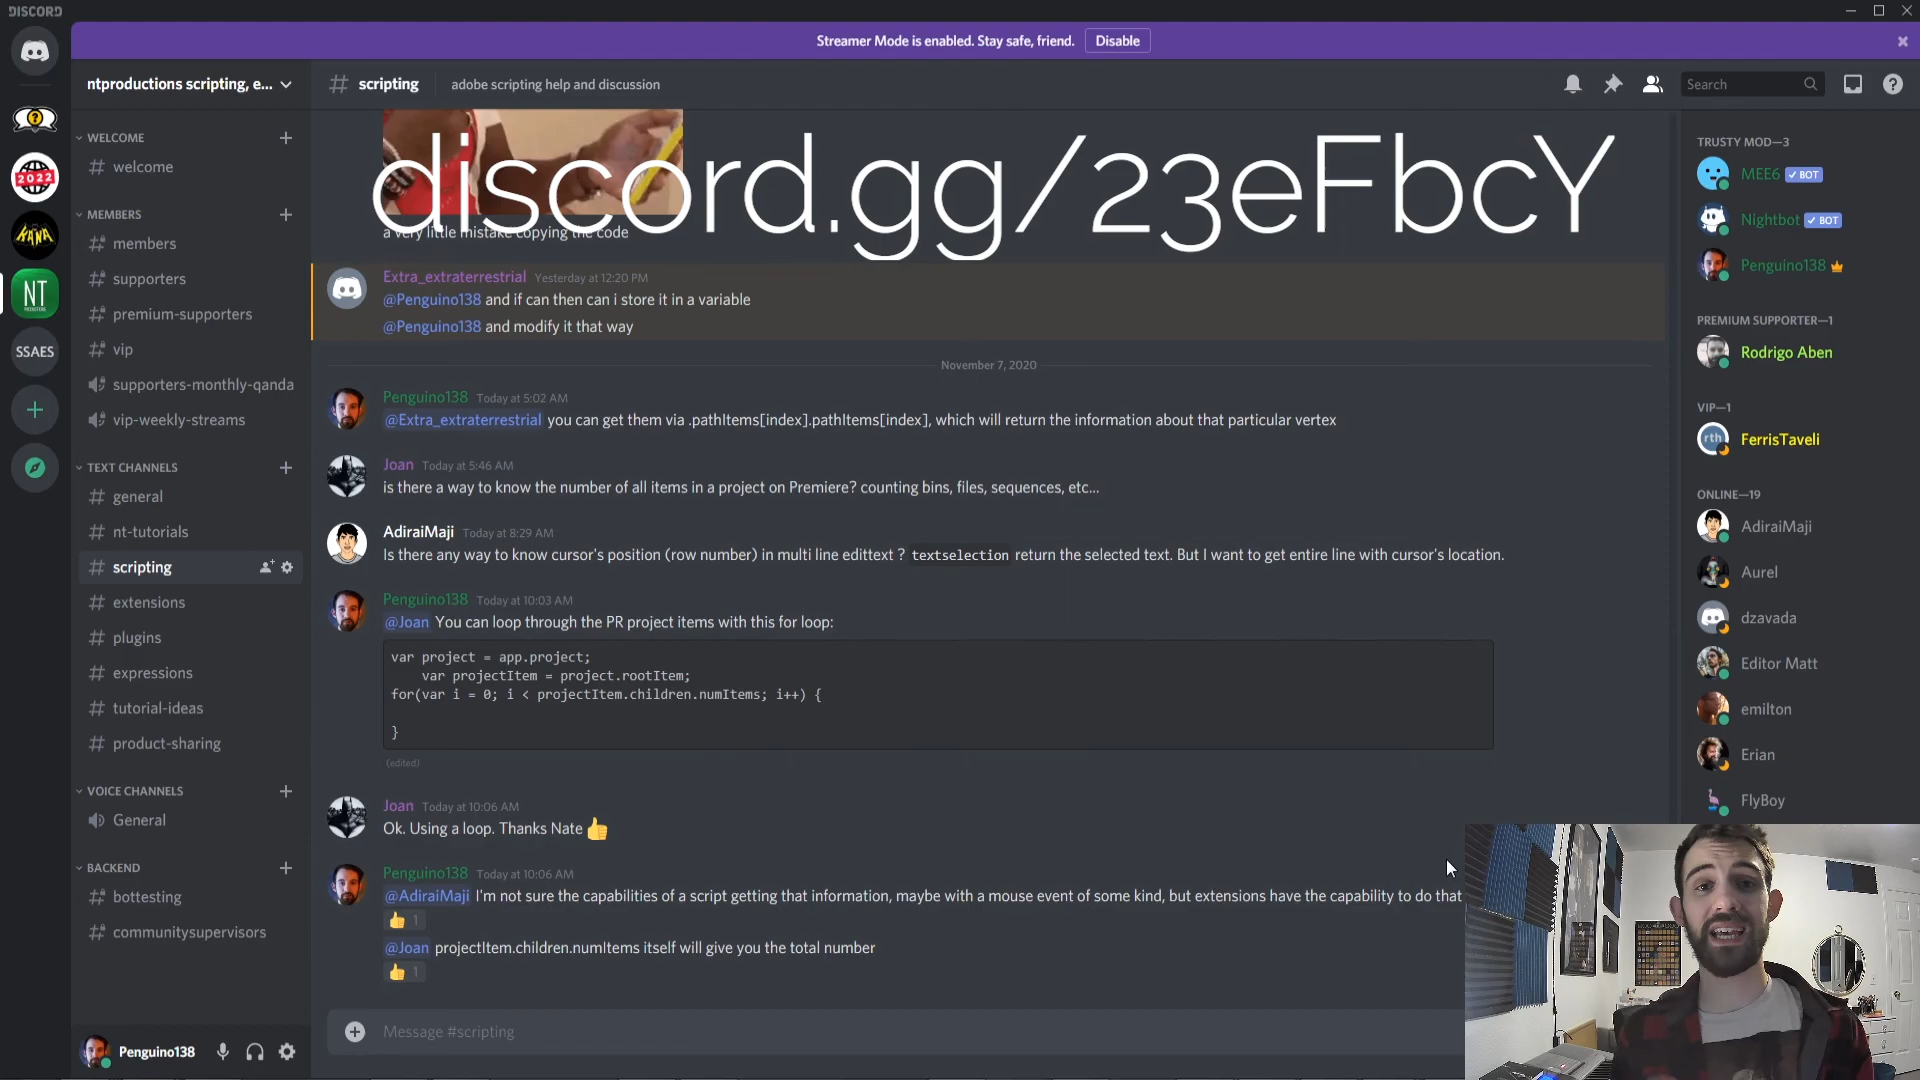 DISCORD
Streamer Mode is enabled. Stay safe, friend.
Disable
ntproductions scripting, e...
scripting
adobe scripting help and discussion
Search
2022
KANA
NT
SSAES
WELCOME
welcome
MEMBERS
members
supporters
premium-supporters
vip
supporters-monthly-qanda
vip-weekly-streams
TEXT CHANNELS
general
nt-tutorials
scripting
extensions
plugins
expressions
tutorial-ideas
product-sharing
VOICE CHANNELS
General
BACKEND
bottesting
communitysupervisors
Penguino138
discord.gg/23eFbcY
a very little mistake copying the code
Extra_extraterrestrial Yesterday at 12:20 PM
@Penguino138 and if can then can i store it in a variable
@Penguino138 and modify it that way
November 7, 2020
Penguino138 Today at 5:02 AM
@Extra_extraterrestrial you can get them via .pathItems[index].pathItems[index], which will return the information about that particular vertex
Joan Today at 5:46 AM
is there a way to know the number of all items in a project on Premiere? counting bins, files, sequences, etc...
AdiraiMaji Today at 8:29 AM
Is there any way to know cursor's position (row number) in multi line edittext ? textselection return the selected text. But I want to get entire line with cursor's location.
Penguino138 Today at 10:03 AM
@Joan You can loop through the PR project items with this for loop:
var project = app.project;
var projectItem = project.rootItem;
for(var i = 0; i < projectItem.children.numItems; i++) {
}
(edited)
Joan Today at 10:06 AM
Ok. Using a loop. Thanks Nate 👍
Penguino138 Today at 10:06 AM
@AdiraiMaji I'm not sure the capabilities of a script getting that information, maybe with a mouse event of some kind, but extensions have the capability to do that
👍 1
@Joan projectItem.children.numItems itself will give you the total number
👍 1
Message #scripting
TRUSTY MOD—3
MEE6 ✓ BOT
Nightbot ✓ BOT
Penguino138
PREMIUM SUPPORTER—1
Rodrigo Aben
VIP—1
rth
FerrisTaveli
ONLINE—19
AdiraiMaji
Aurel
dzavada
Editor Matt
emilton
Erian
FlyBoy